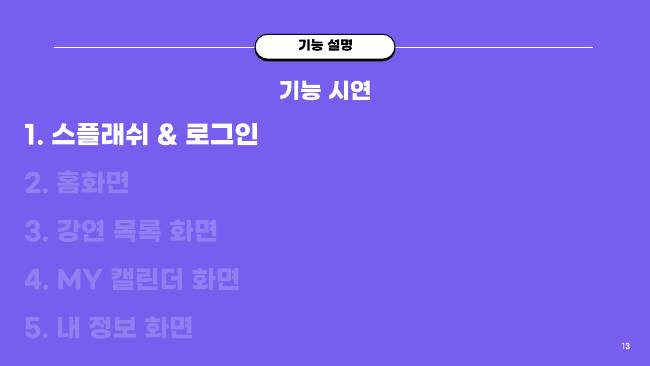 기능 설명
기능 시연
1. 스플래쉬 & 로그인
2. 홈화면
3. 강연 목록 화면
4. MY 캘린더 화면
5. 내 정보 화면
13